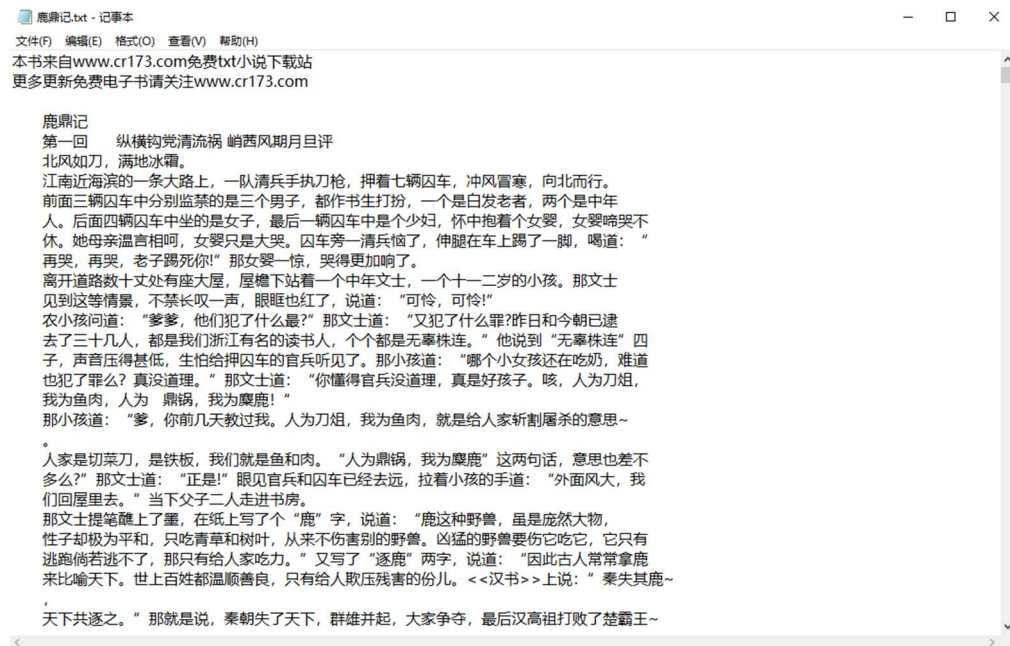 鹿鼎记.txt - 记事本
文件(F) 编辑(E) 格式(O) 查看(V) 帮助(H)
本书来自www.cr173.com免费txt小说下载站
更多更新免费电子书请关注www.cr173.com
鹿鼎记
第一回 纵横钩党清流祸 峭茜风期月旦评
北风如刀，满地冰霜。
江南近海滨的一条大路上，一队清兵手执刀枪，押着七辆囚车，冲风冒寒，向北而行。
前面三辆囚车中分别监禁的是三个男子，都作书生打扮，一个是白发老者，两个是中年
人。后面四辆囚车中坐的是女子，最后一辆囚车中是个少妇，怀中抱着个女婴，女婴啼哭不
休。她母亲温言相呵，女婴只是大哭。囚车旁一清兵恼了，伸腿在车上踢了一脚，喝道：“
再哭，再哭，老子踢死你!”那女婴一惊，哭得更加响了。
离开道路数十丈处有座大屋，屋檐下站着一个中年文士，一个十一二岁的小孩。那文士
见到这等情景，不禁长叹一声，眼眶也红了，说道：“可怜，可怜!”
农小孩问道：“爹爹，他们犯了什么最?”那文士道：“又犯了什么罪?昨日和今朝已逮
去了三十几人，都是我们浙江有名的读书人，个个都是无辜株连。”他说到“无辜株连”四
子，声音压得甚低，生怕给押囚车的官兵听见了。那小孩道：“哪个小女孩还在吃奶，难道
也犯了罪么？真没道理。”那文士道：“你懂得官兵没道理，真是好孩子。咳，人为刀俎，
我为鱼肉，人为 鼎锅，我为麋鹿！”
那小孩道：“爹，你前几天教过我。人为刀俎，我为鱼肉，就是给人家斩割屠杀的意思~
。
人家是切菜刀，是铁板，我们就是鱼和肉。“人为鼎锅，我为麋鹿”这两句话，意思也差不
多么?”那文士道：“正是!”眼见官兵和囚车已经去远，拉着小孩的手道：“外面风大，我
们回屋里去。”当下父子二人走进书房。
那文士提笔醮上了墨，在纸上写了个“鹿”字，说道：“鹿这种野兽，虽是庞然大物，
性子却极为平和，只吃青草和树叶，从来不伤害别的野兽。凶猛的野兽要伤它吃它，它只有
逃跑倘若逃不了，那只有给人家吃力。”又写了“逐鹿”两字，说道：“因此古人常常拿鹿
来比喻天下。世上百姓都温顺善良，只有给人欺压残害的份儿。<<汉书>>上说：”秦失其鹿~
，
天下共逐之。”那就是说，秦朝失了天下，群雄并起，大家争夺，最后汉高祖打败了楚霸王~